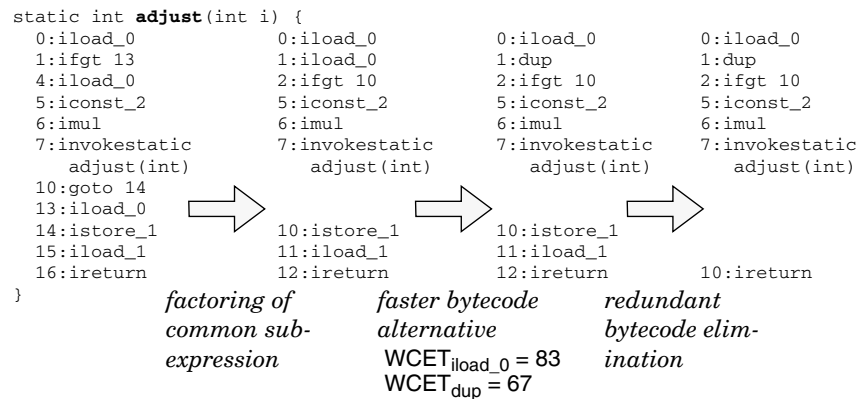 static int adjust(int i) {
0:iload_0 0:iload_0 0:iload_0 0:iload_0
1:ifgt 13 1:iload_0 1:dup 1:dup
4:iload_0 2:ifgt 10 2:ifgt 10 2:ifgt 10
5:iconst_2 5:iconst_2 5:iconst_2 5:iconst_2
6:imul 6:imul 6:imul 6:imul
7:invokestatic 7:invokestatic 7:invokestatic 7:invokestatic
adjust(int) adjust(int) adjust(int) adjust(int)
10:goto 14
13:iload_0
14:istore_1 10:istore_1 10:istore_1
15:iload_1 11:iload_1 11:iload_1
16:ireturn 12:ireturn 12:ireturn 10:ireturn
}
factoring of faster bytecode redundant
common sub- alternative bytecode elim-
expression WCETiload_0 = 83 ination
WCETdup = 67